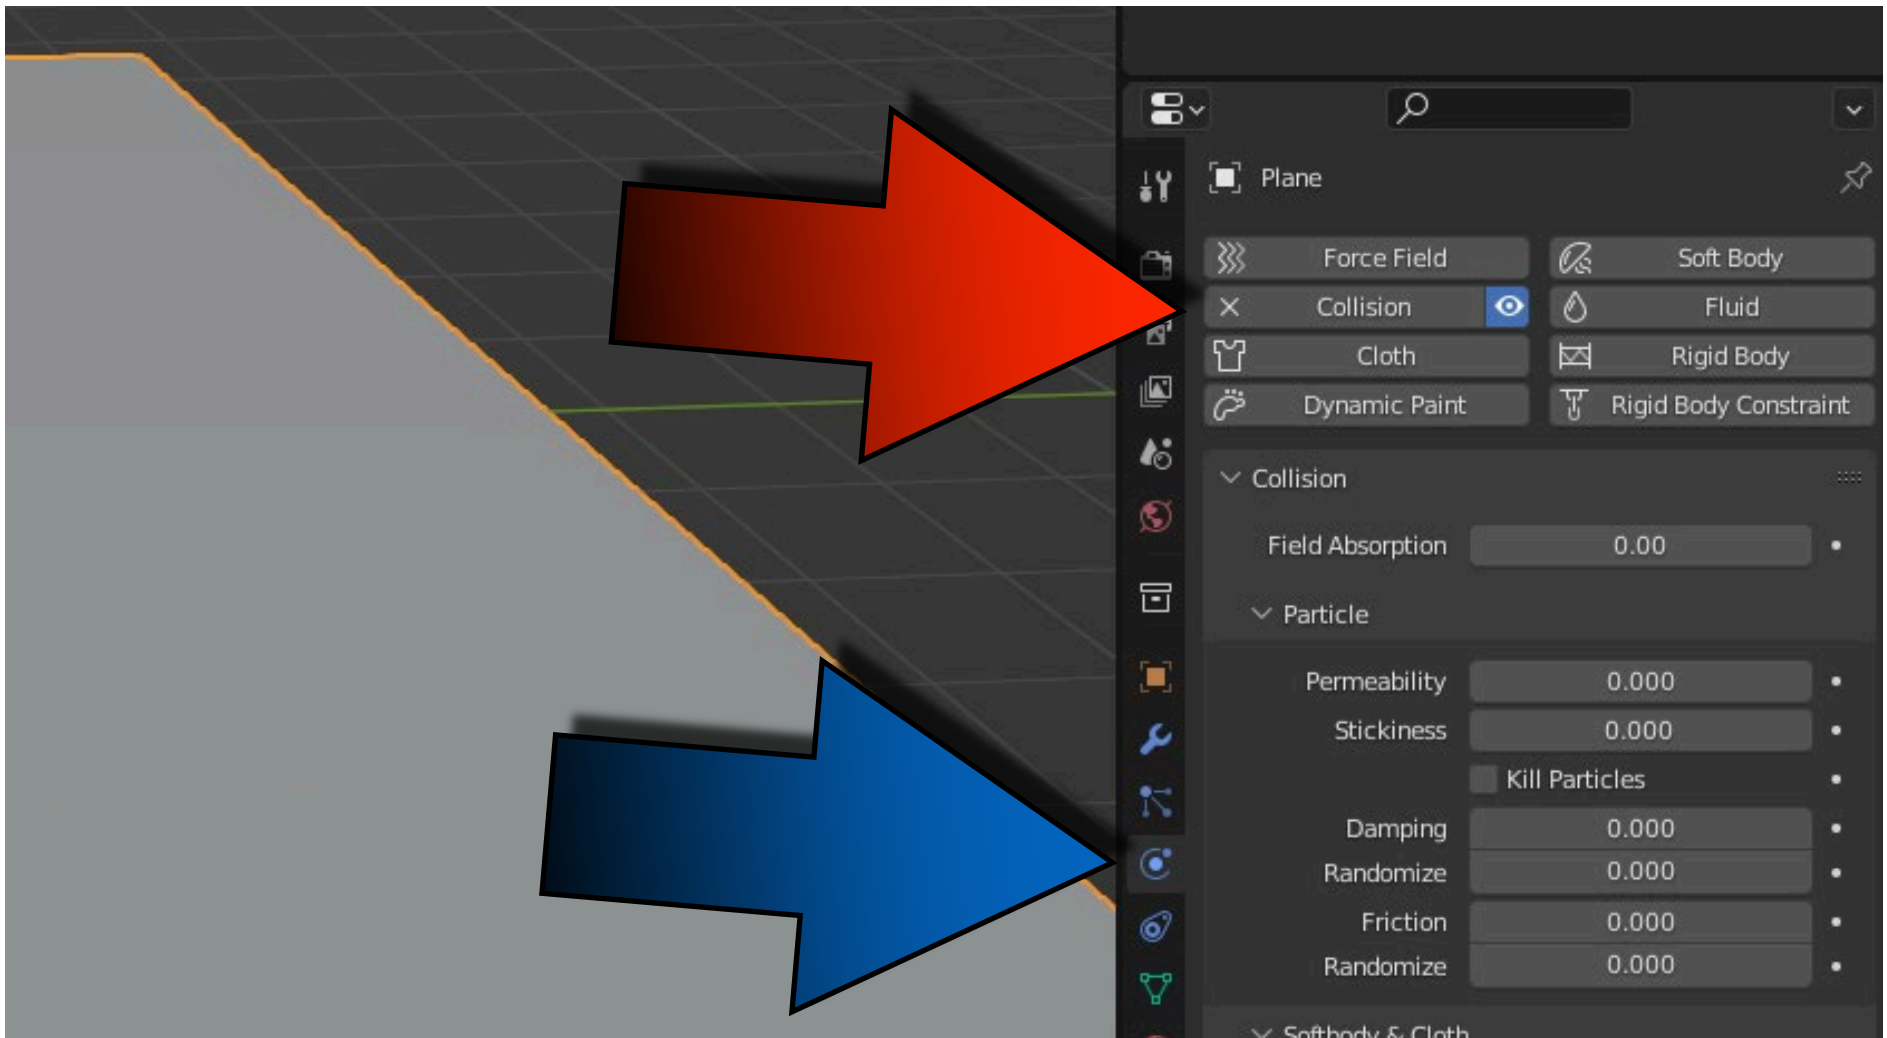 Plane
Force Field
Soft Body
Collision
Fluid
Cloth
Rigid Body
Dynamic Paint
Rigid Body Constraint
Collision
Field Absorption 0.00
Particle
Permeability 0.000
Stickiness 0.000
Kill Particles
Damping 0.000
Randomize 0.000
Friction 0.000
Randomize 0.000
Softbody & Cloth